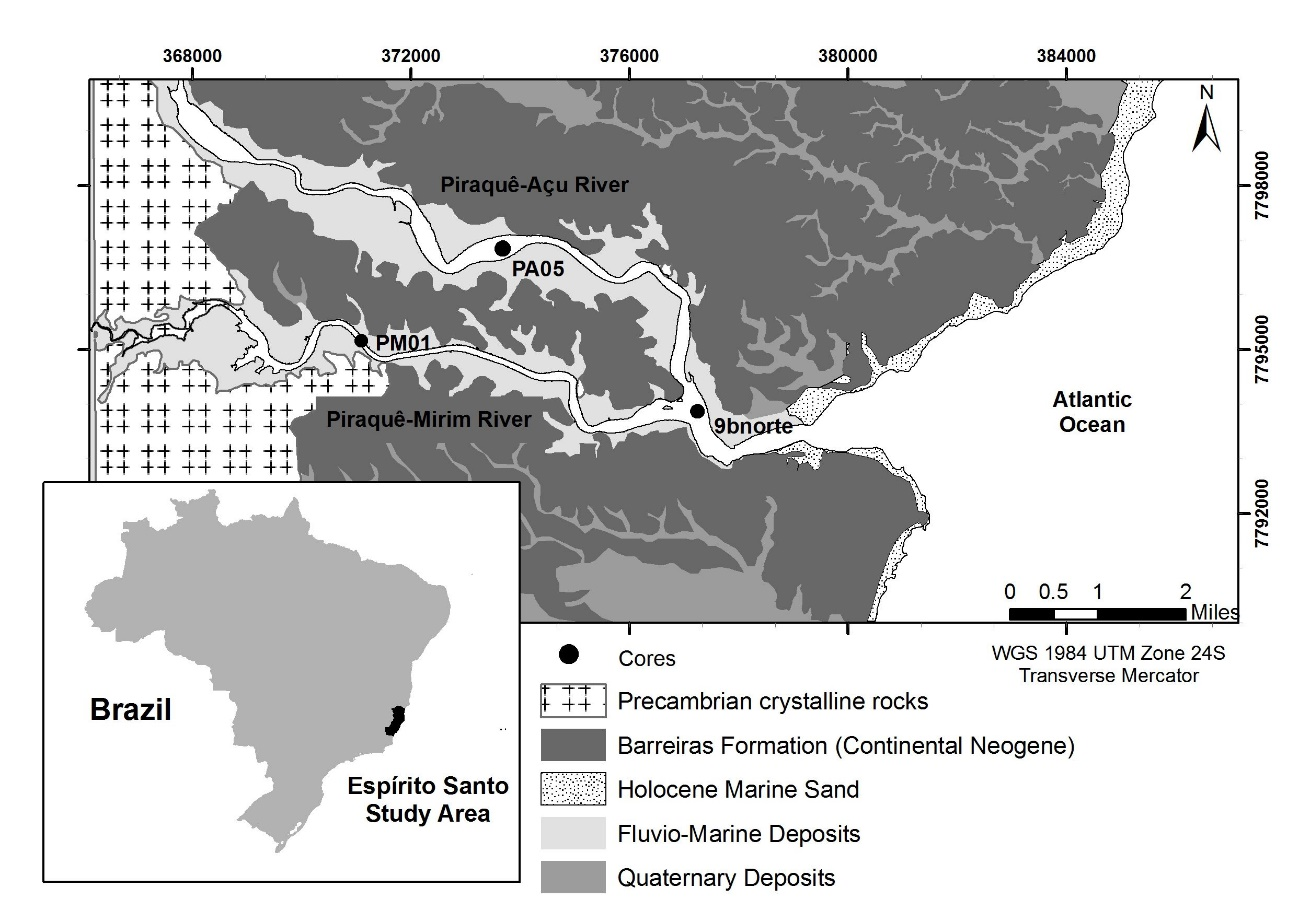 368000
372000
376000
380000
384000
N
7798000
Piraquê-Açu River
PA05
PM01
7795000
Atlantic
Ocean
Piraquê-Mirim River
9bnorte
7792000
0 0.5 1 2
Miles
WGS 1984 UTM Zone 24S
Transverse Mercator
Brazil
Espírito Santo
Study Area
Cores
Precambrian crystalline rocks
Barreiras Formation (Continental Neogene)
Holocene Marine Sand
Fluvio-Marine Deposits
Quaternary Deposits